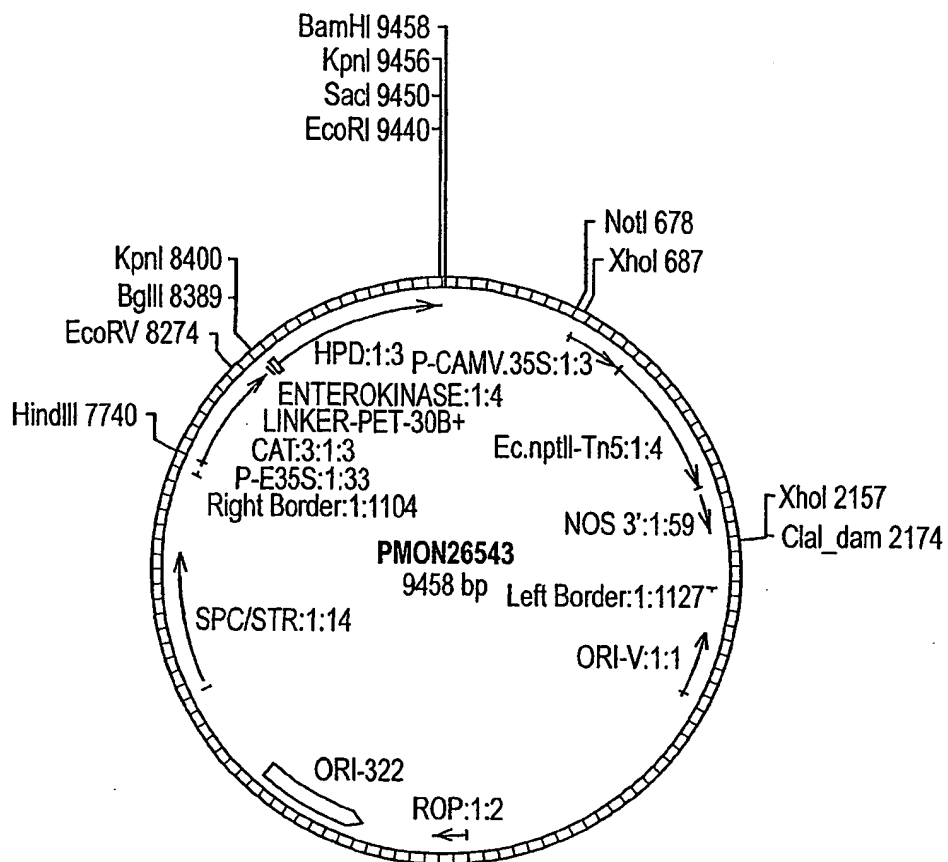 BamHI 9458
KpnI 9456
SacI 9450
EcoRI 9440
NotI 678
XhoI 687
KpnI 8400
BglII 8389
EcoRV 8274
HPD:1:3
P-CAMV.35S:1:3
ENTEROKINASE:1:4
LINKER-PET-30B+
HindIII 7740
CAT:3:1:3
Ec.nptII-Tn5:1:4
P-E35S:1:33
Right Border:1:1104
XhoI 2157
NOS 3':1:59
ClaI_dam 2174
PMON26543
9458 bp
Left Border:1:1127
SPC/STR:1:14
ORI-V:1:1
ORI-322
ROP:1:2